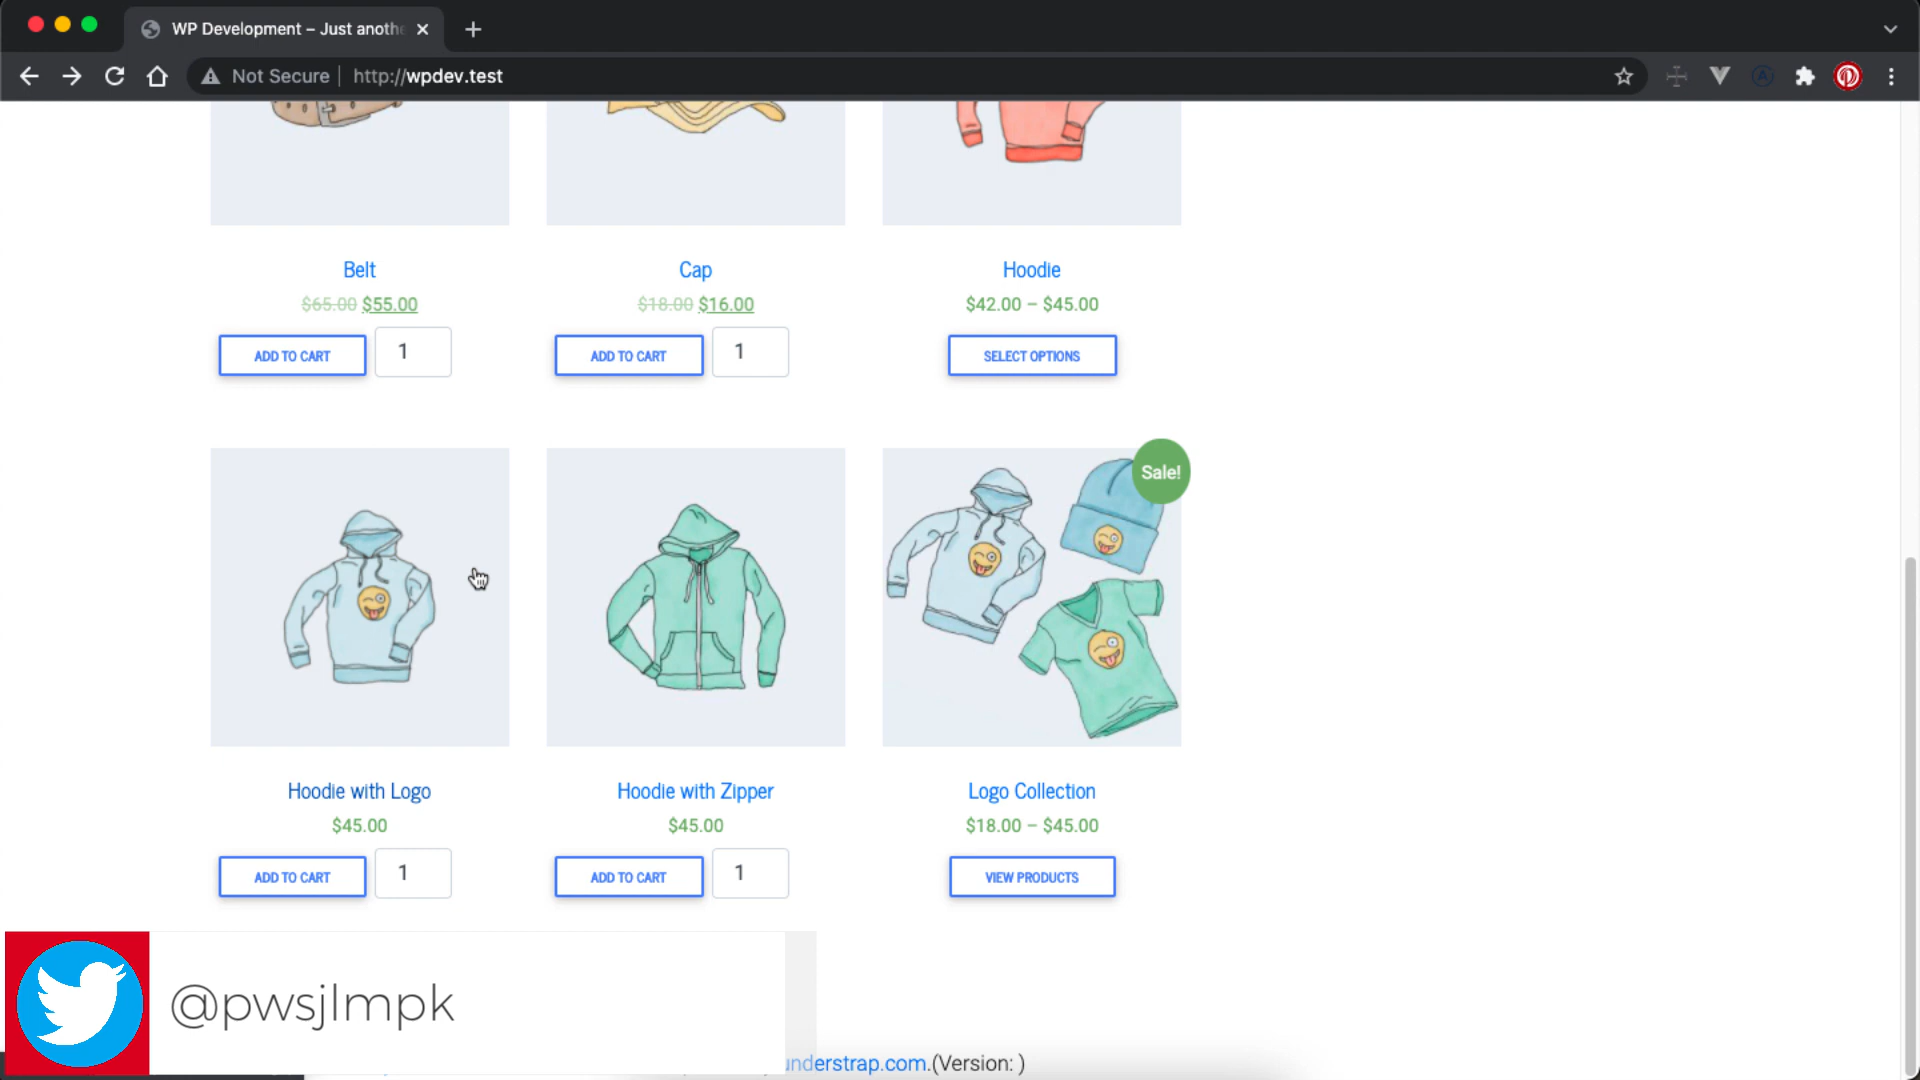 WP Development – Just anothe
Not Secure | http://wpdev.test
Belt
Cap
Hoodie
$65.00 $55.00
$18.00 $16.00
$42.00 – $45.00
ADD TO CART 1
ADD TO CART 1
SELECT OPTIONS
Sale!
Hoodie with Logo
Hoodie with Zipper
Logo Collection
$45.00
$45.00
$18.00 – $45.00
ADD TO CART 1
ADD TO CART 1
VIEW PRODUCTS
@pwsjlmpk
understrap.com.(Version: )